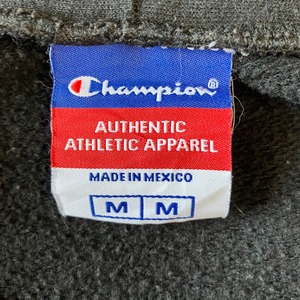 Champion
AUTHENTIC
ATHLETIC APPAREL
MADE IN MEXICO
M M